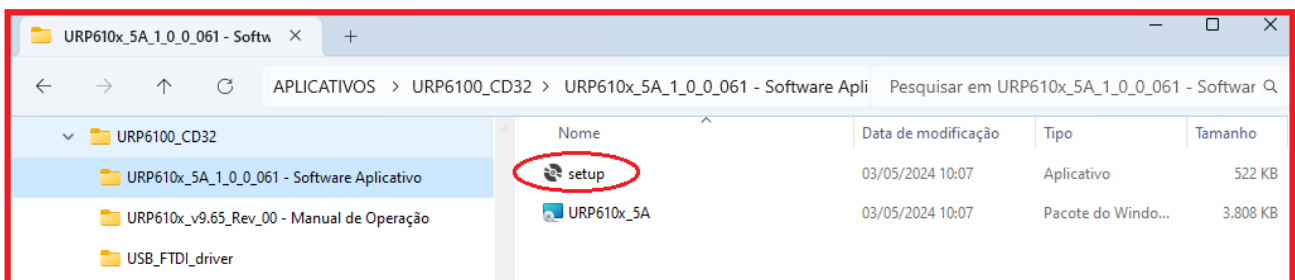 URP610x_5A_1_0_0_061 - Softw
APLICATIVOS > URP6100_CD32 > URP610x_5A_1_0_0_061 - Software Apli
Pesquisar em URP610x_5A_1_0_0_061 - Softwar
URP6100_CD32
URP610x_5A_1_0_0_061 - Software Aplicativo
URP610x_v9.65_Rev_00 - Manual de Operação
USB_FTDI_driver
Nome Data de modificação Tipo Tamanho
setup 03/05/2024 10:07 Aplicativo 522 KB
URP610x_5A 03/05/2024 10:07 Pacote do Windo... 3.808 KB